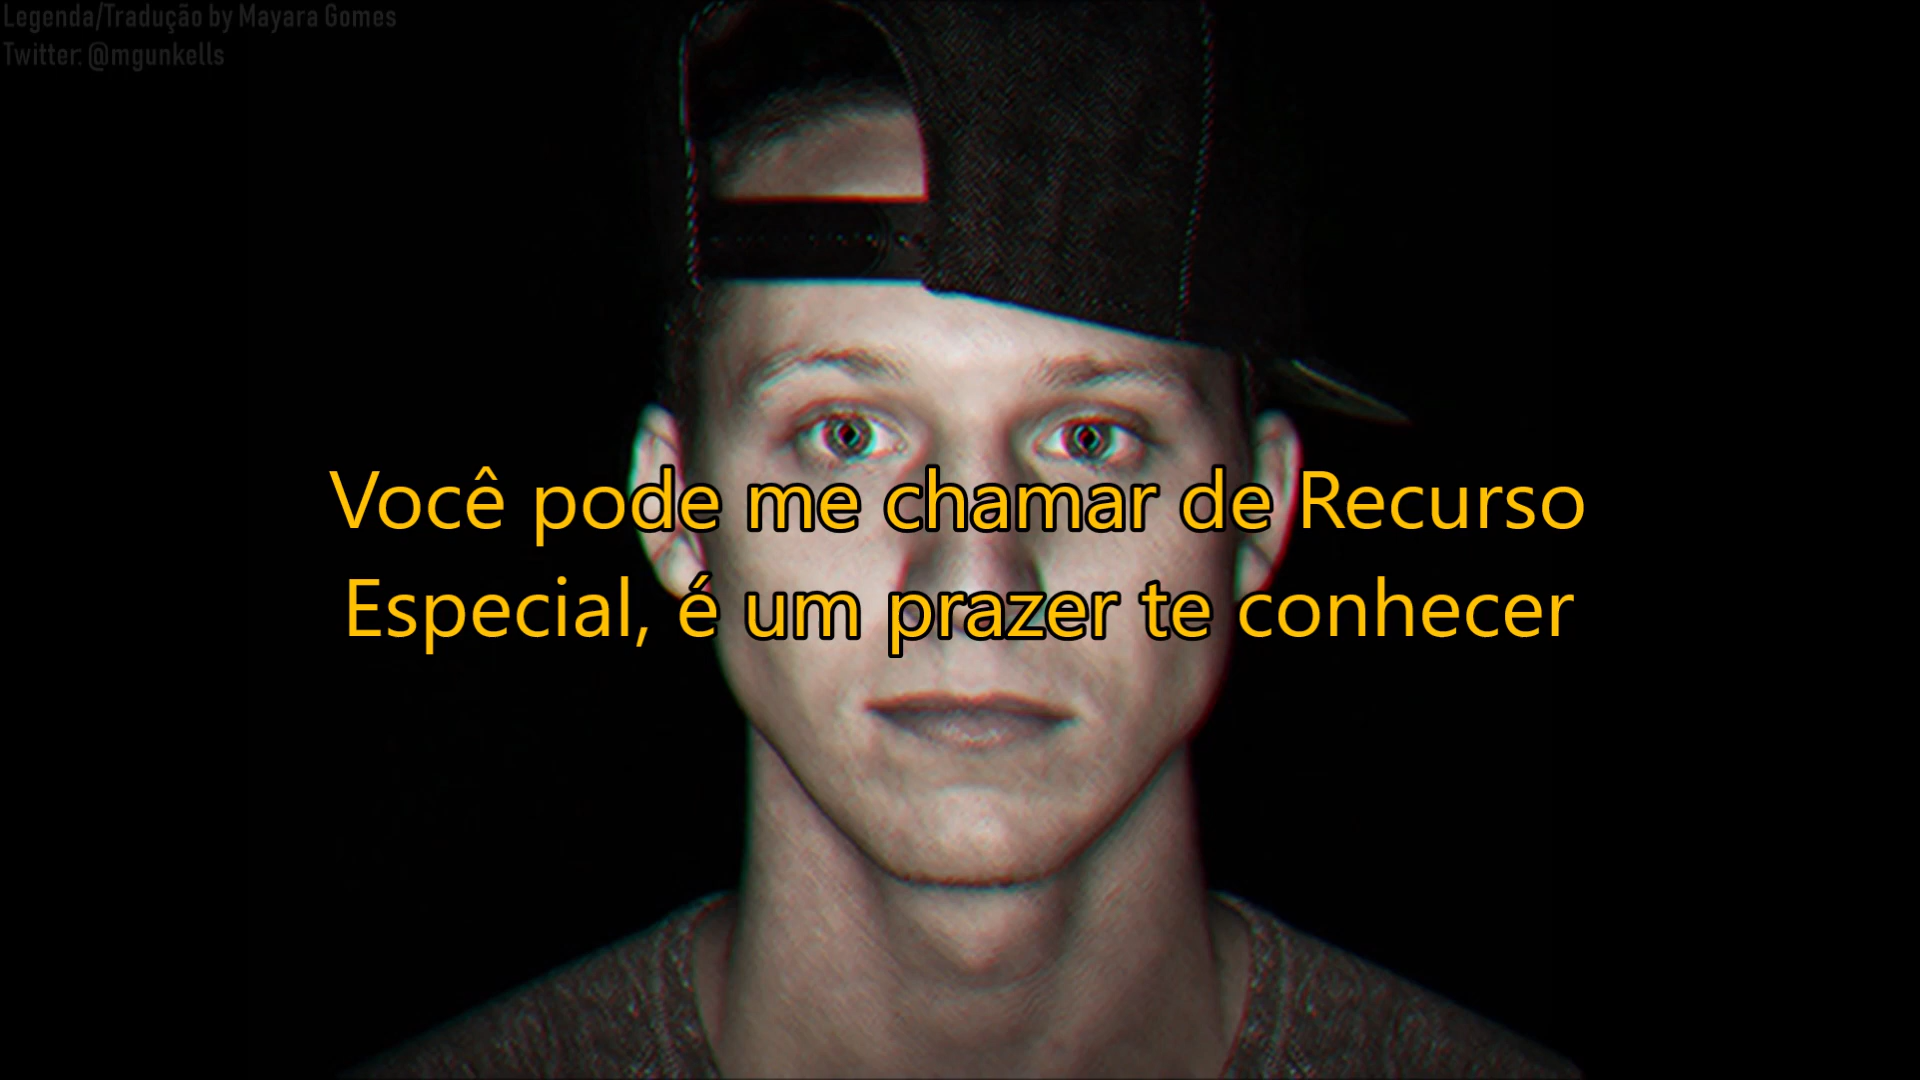 Legenda/Tradução by Mayara Gomes
Twitter: @mgunkells
Você pode me chamar de Recurso
Especial, é um prazer te conhecer